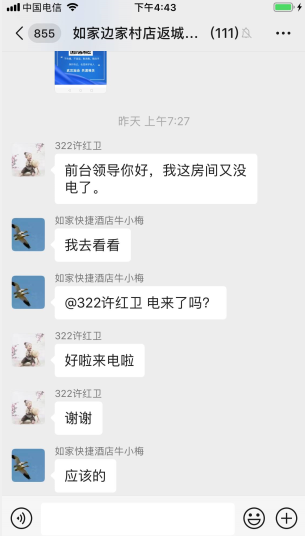 中国电信
下午4:43
855
如家边家村店返城... (111)
昨天 上午7:27
322许红卫
前台领导你好，我这房间又没
电了。
如家快捷酒店牛小梅
我去看看
如家快捷酒店牛小梅
@322许红卫 电来了吗？
322许红卫
好啦来电啦
322许红卫
谢谢
如家快捷酒店牛小梅
应该的